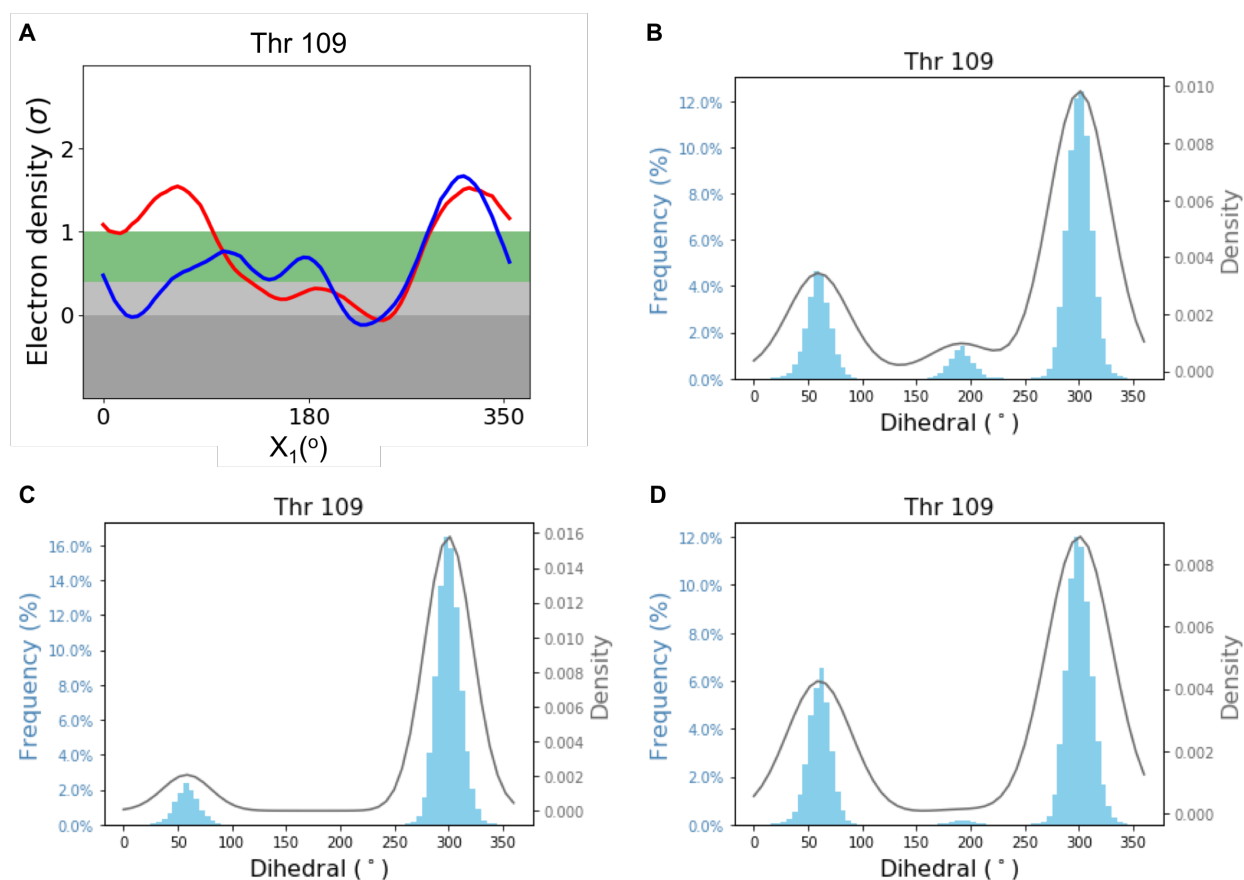 A
Thr 109
Electron density (σ)
2
1
0
0 180 350
X₁(º)
B
Thr 109
Frequency (%)
12.0%
10.0%
8.0%
6.0%
4.0%
2.0%
0.0%
0.010
0.008
0.006
0.004
0.002
0.000
Density
0 50 100 150 200 250 300 350
Dihedral (°)
C
Thr 109
Frequency (%)
16.0%
14.0%
12.0%
10.0%
8.0%
6.0%
4.0%
2.0%
0.0%
0.016
0.014
0.012
0.010
0.008
0.006
0.004
0.002
0.000
Density
0 50 100 150 200 250 300 350
Dihedral (°)
D
Thr 109
Frequency (%)
12.0%
10.0%
8.0%
6.0%
4.0%
2.0%
0.0%
0.008
0.006
0.004
0.002
0.000
Density
0 50 100 150 200 250 300 350
Dihedral (°)